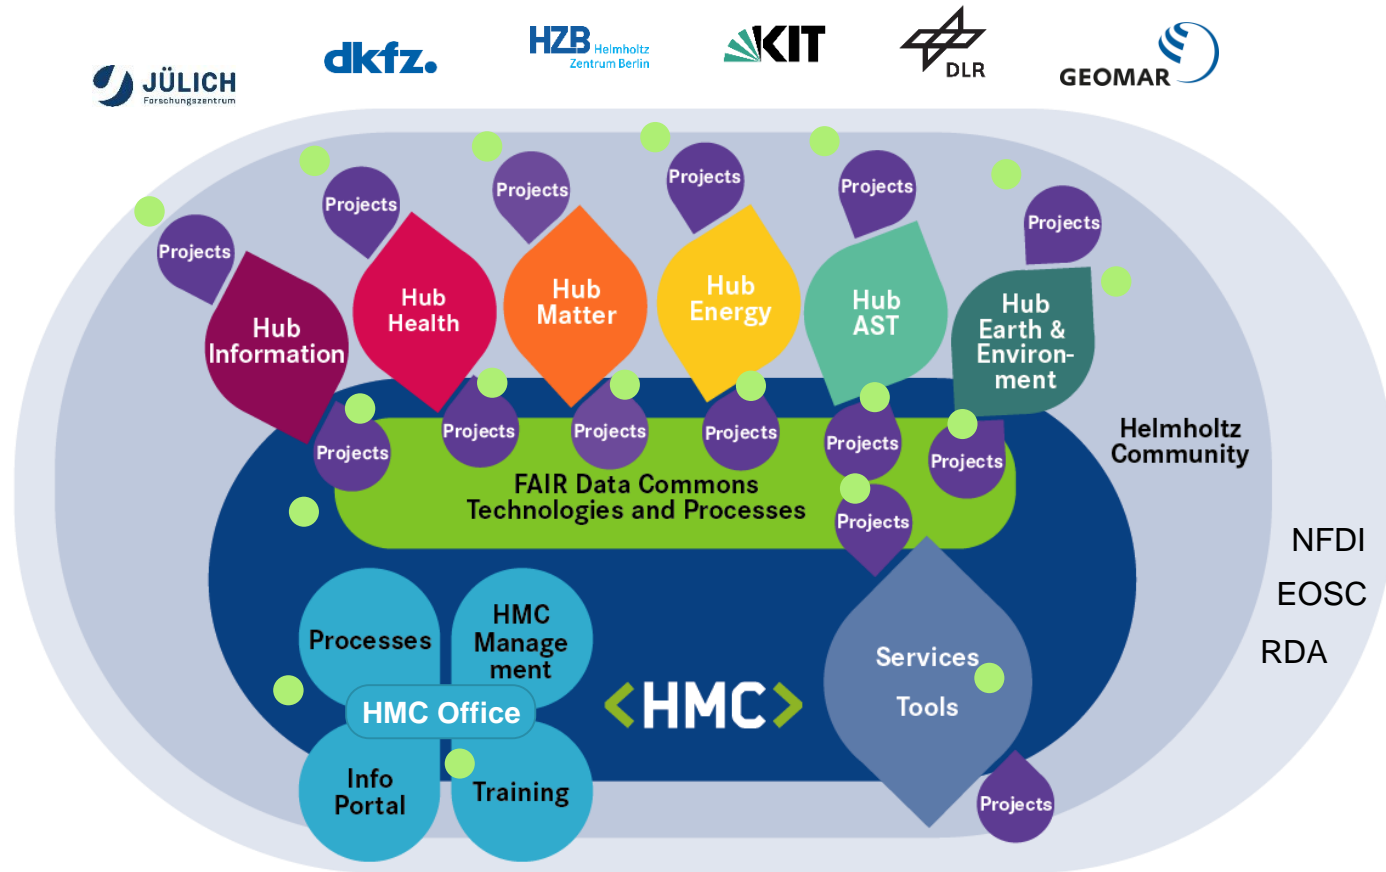 JÜLICH
Forschungszentrum
dkfz.
HZB Helmholtz
Zentrum Berlin
KIT
DLR
GEOMAR
Projects
Projects
Projects
Projects
Projects
Projects
Hub
Information
Hub
Health
Hub
Matter
Hub
Energy
Hub
AST
Hub
Earth &
Environ-
ment
Projects
Projects
Projects
Projects
Projects
Projects
Helmholtz
Community
FAIR Data Commons
Technologies and Processes
Projects
NFDI
EOSC
RDA
Processes
HMC
Manage
ment
HMC Office
Info
Portal
Training
<HMC>
Services
Tools
Projects